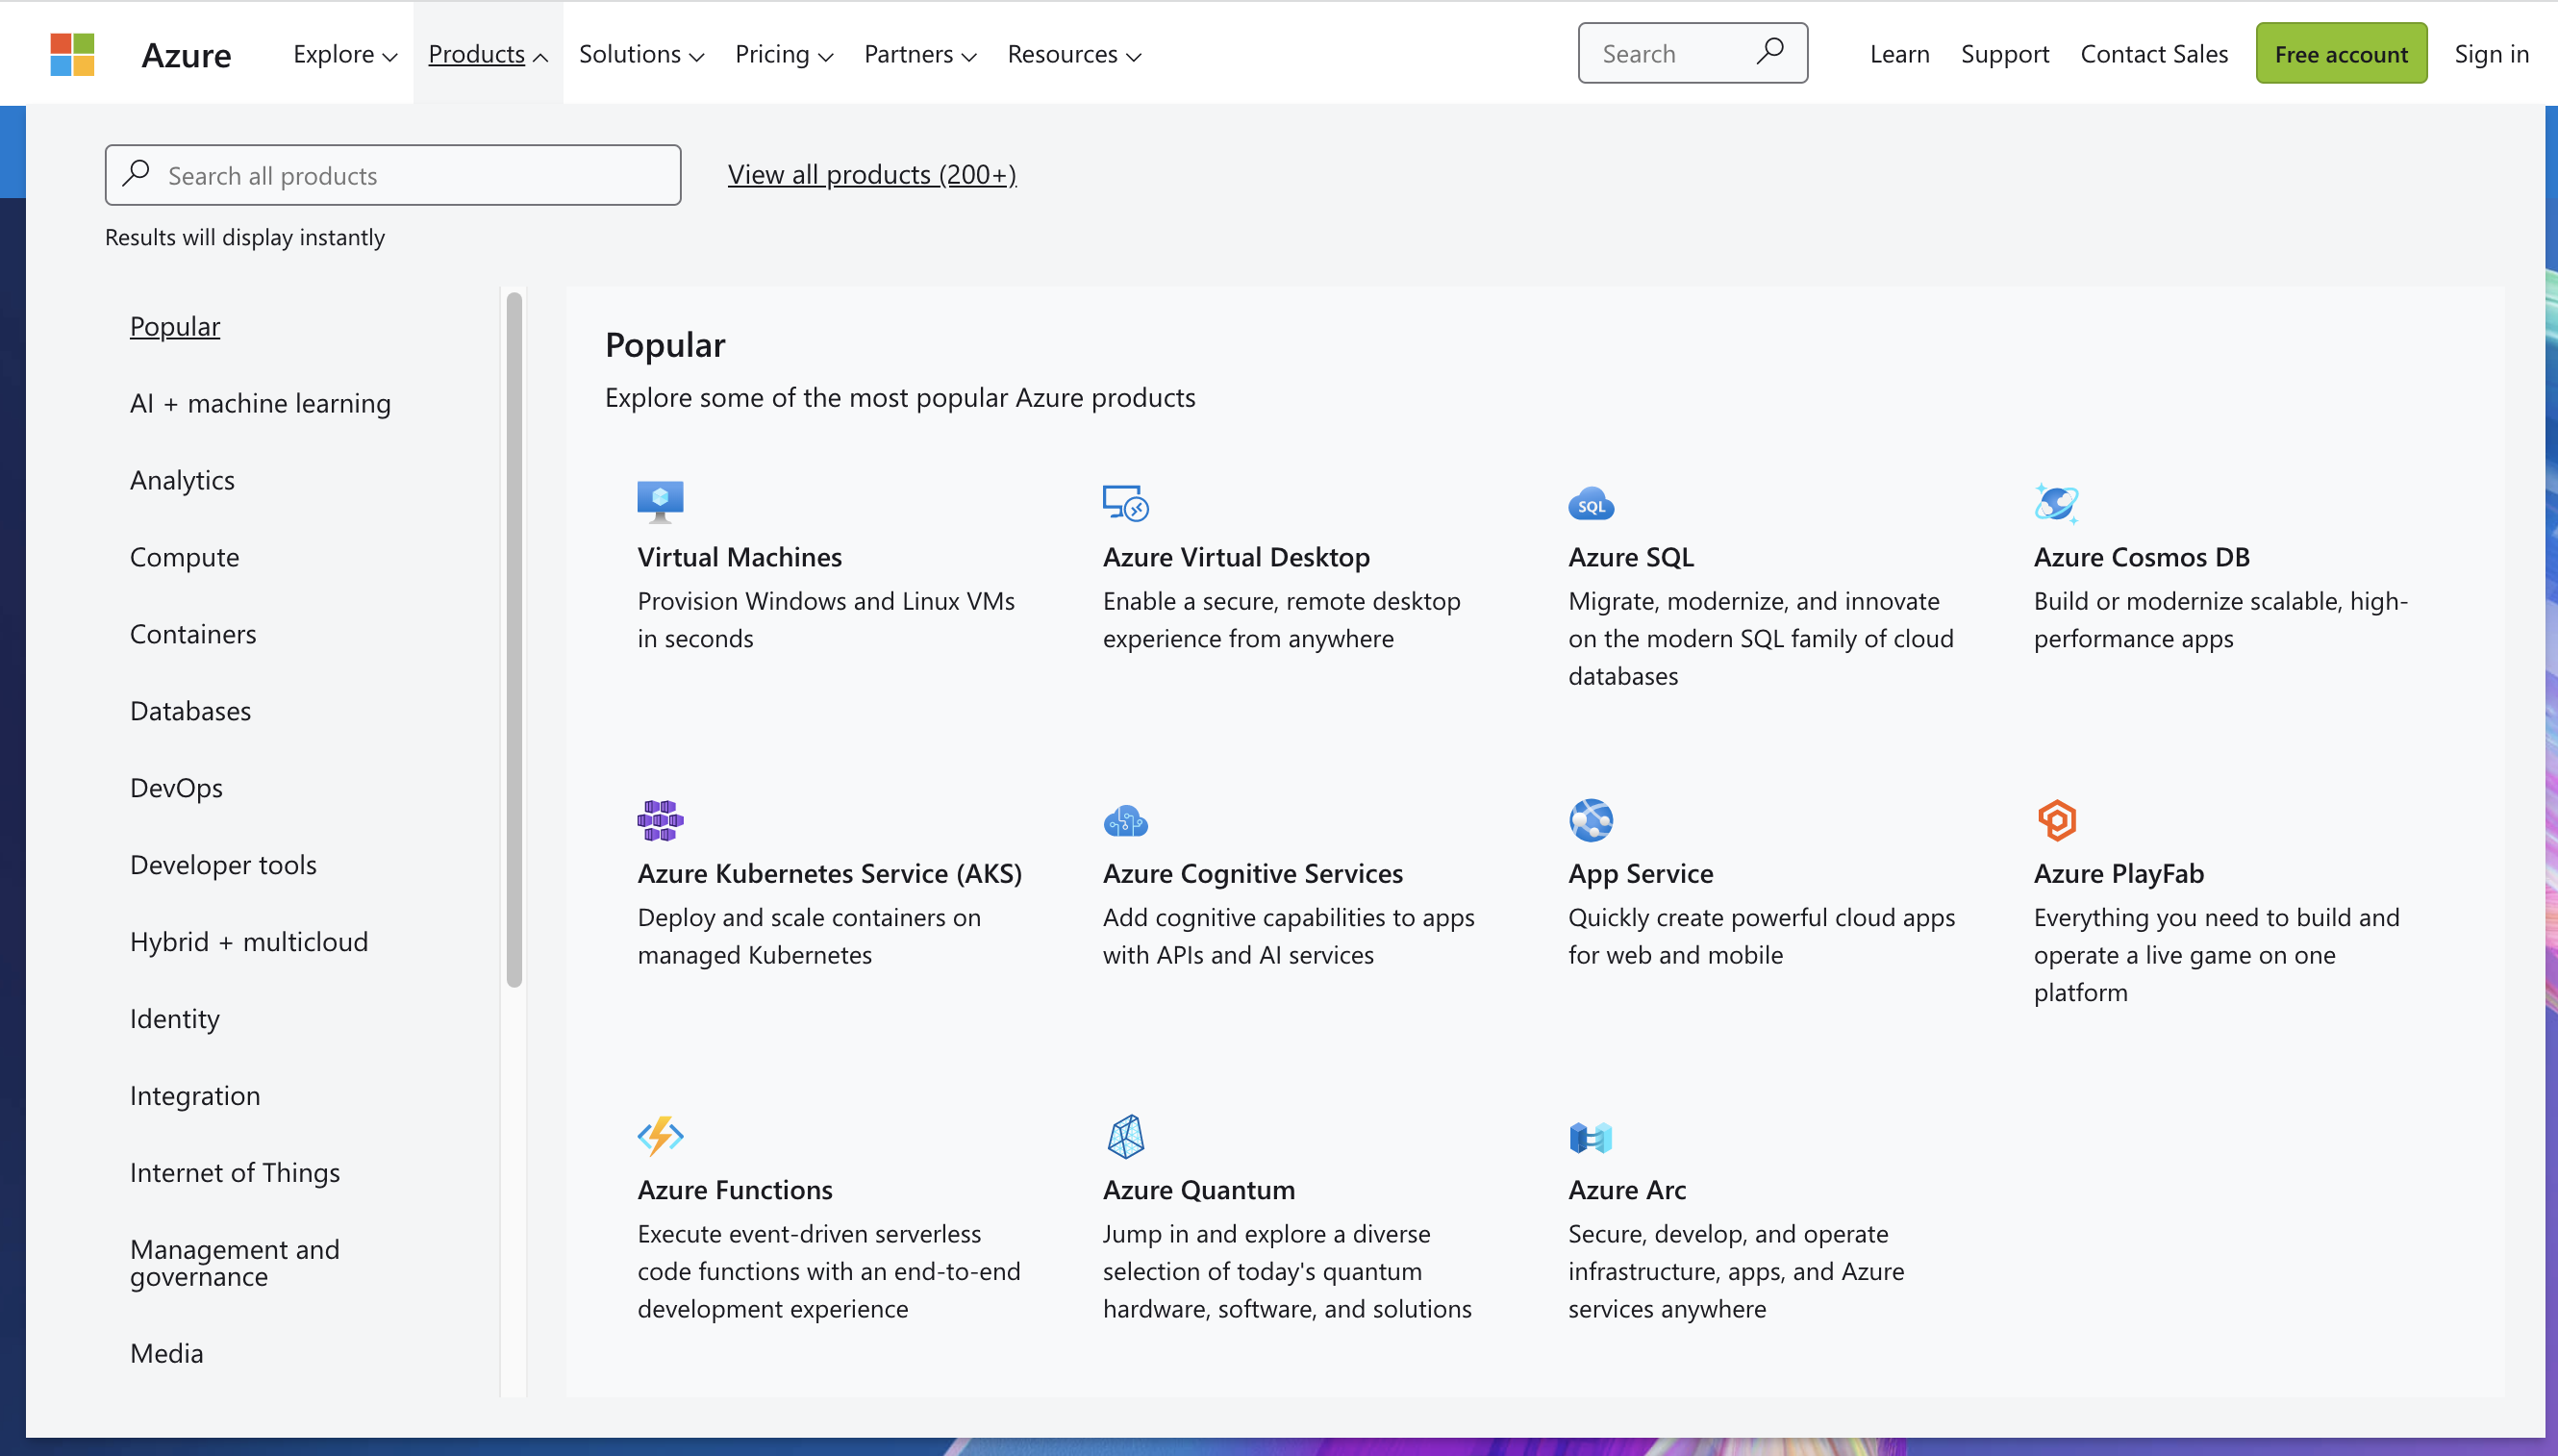 Azure
Explore
Products
Solutions
Pricing
Partners
Resources
Search
Learn
Support
Contact Sales
Free account
Sign in
Search all products
View all products (200+)
Results will display instantly
Popular
AI + machine learning
Analytics
Compute
Containers
Databases
DevOps
Developer tools
Hybrid + multicloud
Identity
Integration
Internet of Things
Management and
governance
Media
Popular
Explore some of the most popular Azure products
Virtual Machines
Provision Windows and Linux VMs
in seconds
Azure Virtual Desktop
Enable a secure, remote desktop
experience from anywhere
SQL
Azure SQL
Migrate, modernize, and innovate
on the modern SQL family of cloud
databases
Azure Cosmos DB
Build or modernize scalable, high-
performance apps
Azure Kubernetes Service (AKS)
Deploy and scale containers on
managed Kubernetes
Azure Cognitive Services
Add cognitive capabilities to apps
with APIs and AI services
App Service
Quickly create powerful cloud apps
for web and mobile
Azure PlayFab
Everything you need to build and
operate a live game on one
platform
Azure Functions
Execute event-driven serverless
code functions with an end-to-end
development experience
Azure Quantum
Jump in and explore a diverse
selection of today's quantum
hardware, software, and solutions
Azure Arc
Secure, develop, and operate
infrastructure, apps, and Azure
services anywhere